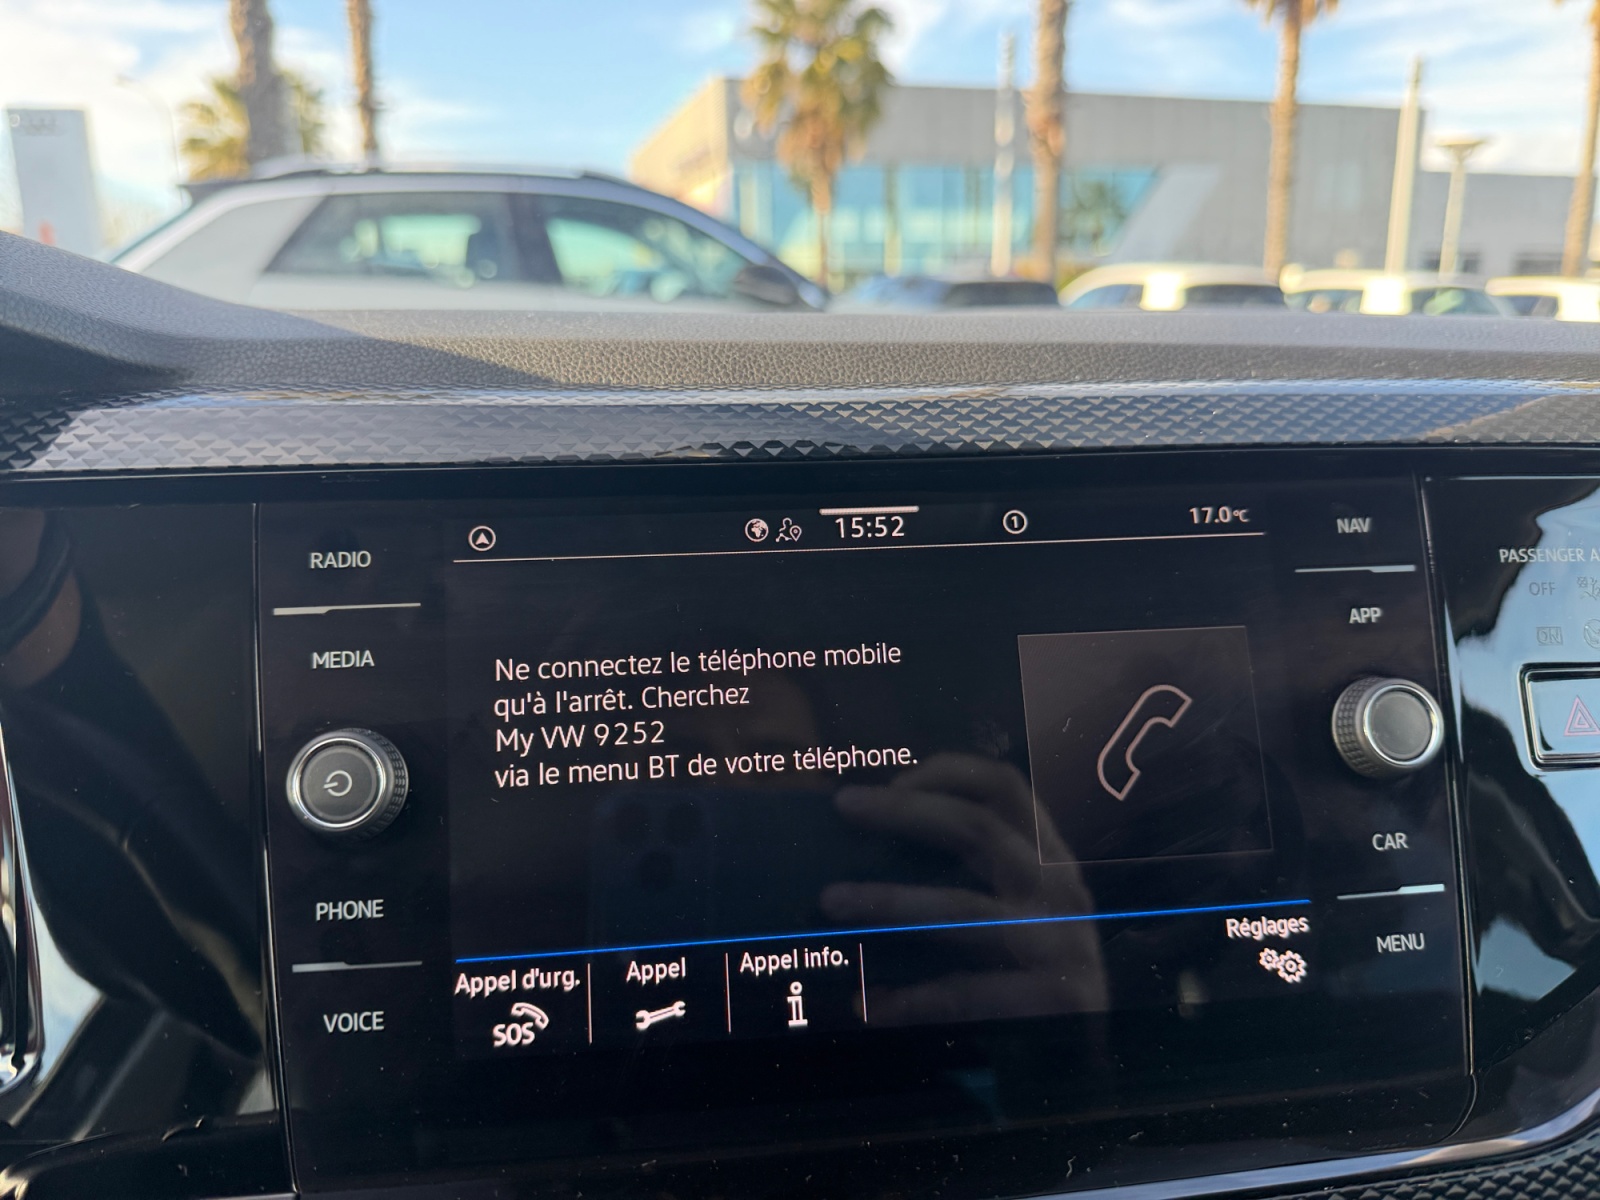 RADIO
MEDIA
PHONE
VOICE
15:52
1
17.0°C
Ne connectez le téléphone mobile
qu'à l'arrêt. Cherchez
My VW 9252
via le menu BT de votre téléphone.
Appel d'urg.
SOS
Appel
Appel info.
i
Réglages
NAV
APP
CAR
MENU
PASSENGER
OFF
ON